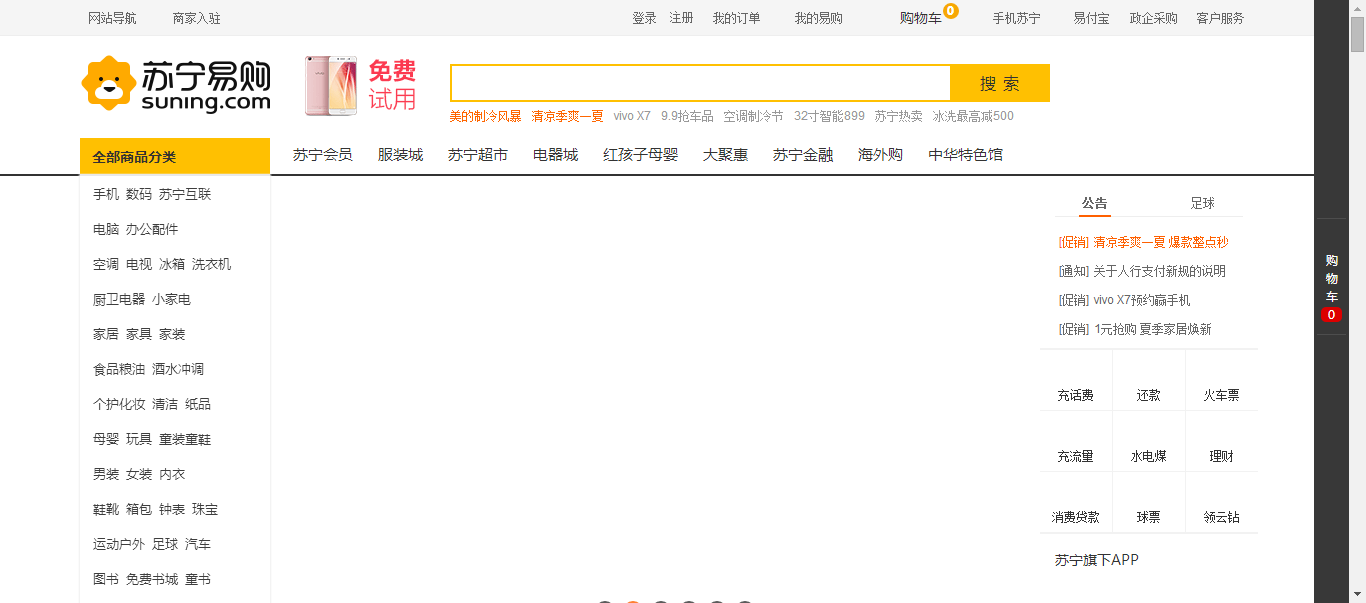 网站导航 商家入驻 登录 注册 我的订单 我的易购 购物车 0 手机苏宁 易付宝 政企采购 客户服务
苏宁易购
suning.com
vivo
免费
试用
搜索
美的制冷风暴 清凉季爽一夏 vivo X7 9.9抢车品 空调制冷节 32寸智能899 苏宁热卖 冰洗最高减500
全部商品分类 苏宁会员 服装城 苏宁超市 电器城 红孩子母婴 大聚惠 苏宁金融 海外购 中华特色馆
手机 数码 苏宁互联
电脑 办公配件
空调 电视 冰箱 洗衣机
厨卫电器 小家电
家居 家具 家装
食品粮油 酒水冲调
个护化妆 清洁 纸品
母婴 玩具 童装童鞋
男装 女装 内衣
鞋靴 箱包 钟表 珠宝
运动户外 足球 汽车
图书 免费书城 童书
公告 足球
[促销] 清凉季爽一夏 爆款整点秒
[通知] 关于人行支付新规的说明
[促销] vivo X7预约赢手机
[促销] 1元抢购 夏季家居焕新
充话费 还款 火车票
充流量 水电煤 理财
消费贷款 球票 领云钻
苏宁旗下APP
购
物
车
0